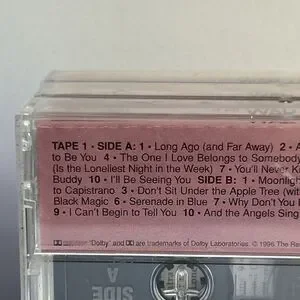 TAPE 1 • SIDE A: 1 • Long Ago (and Far Away) 2 •
to Be You 4 • The One I Love Belongs to Somebody
(Is the Loneliest Night in the Week) 7 • You'll Never
Buddy 10 • I'll Be Seeing You SIDE B: 1 • Moonlight
to Capistrano 3 • Don't Sit Under the Apple Tree (wit
Black Magic 6 • Serenade in Blue 7 • Why Don't You
9 • I Can't Begin to Tell You 10 • And the Angels Sing
"Dolby" and are trademarks of Dolby Laboratories. © 1996 The Re
SIDE
A